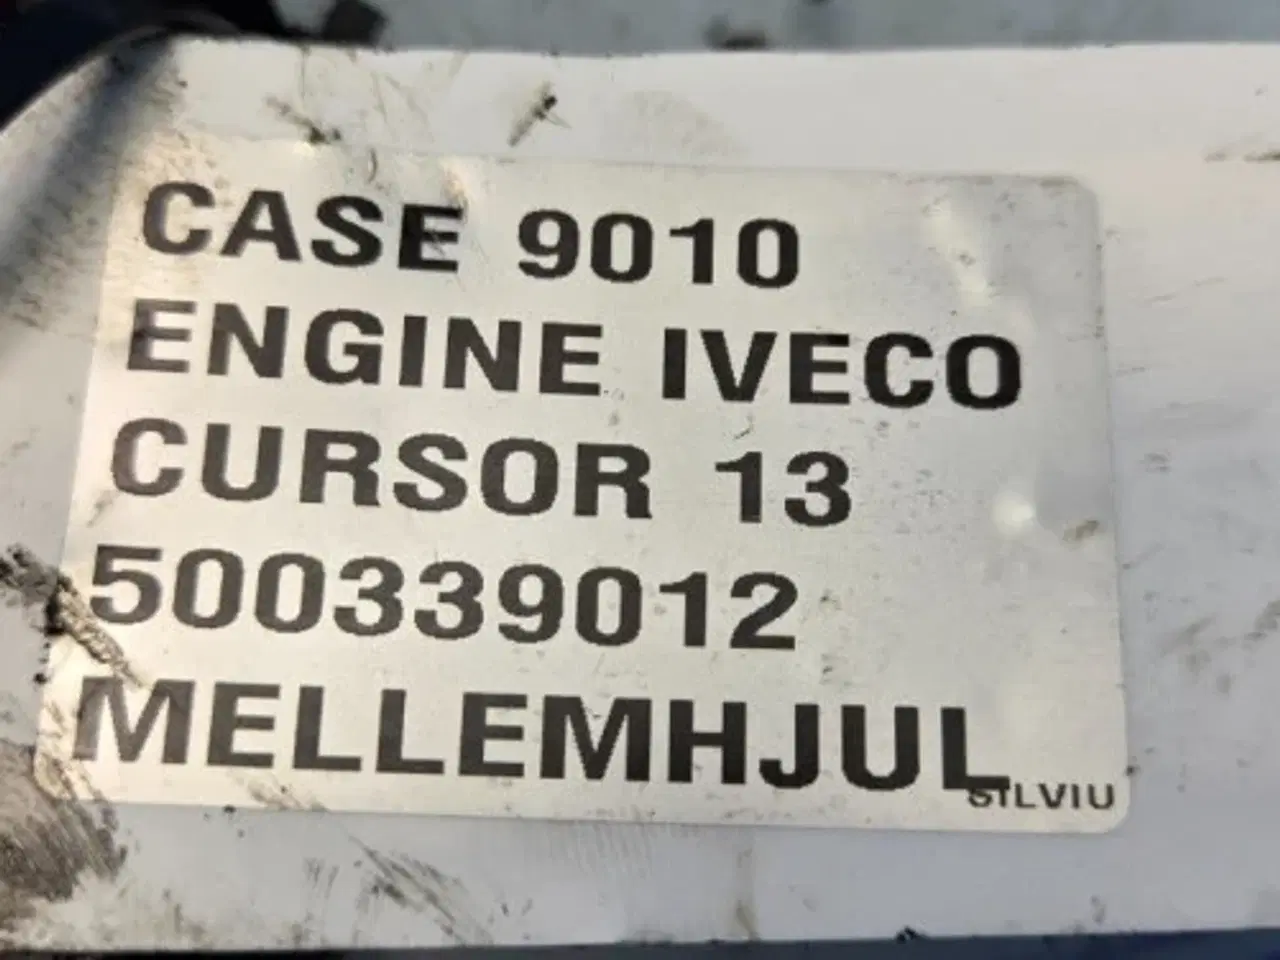 CASE 9010
ENGINE IVECO
CURSOR 13
500339012
MELLEMHJUL
SILVIU